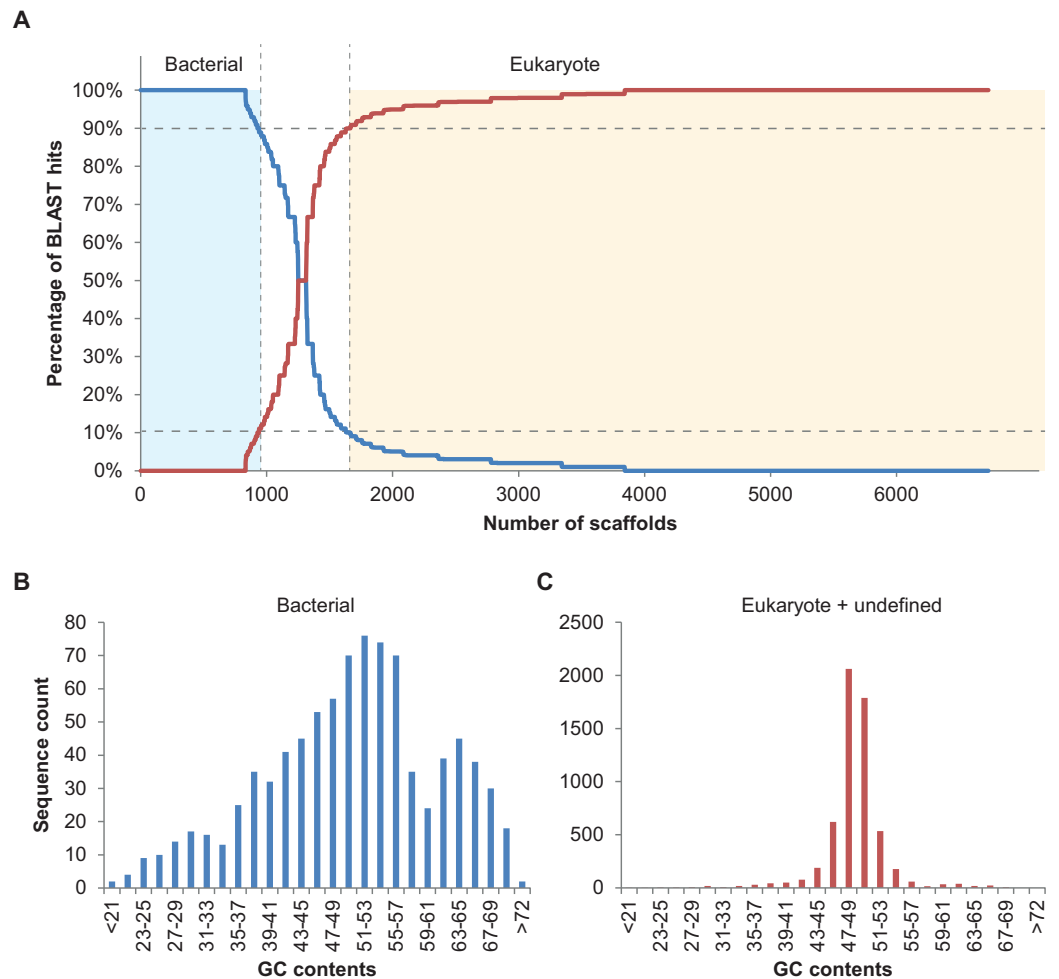 A
Bacterial
Eukaryote
Percentage of BLAST hits
100%
90%
80%
70%
60%
50%
40%
30%
20%
10%
0%
0 1000 2000 3000 4000 5000 6000
Number of scaffolds
B
Bacterial
Sequence count
80
70
60
50
40
30
20
10
0
<21 23-25 27-29 31-33 35-37 39-41 43-45 47-49 51-53 55-57 59-61 63-65 67-69 >72
GC contents
C
Eukaryote + undefined
2500
2000
1500
1000
500
0
<21 23-25 27-29 31-33 35-37 39-41 43-45 47-49 51-53 55-57 59-61 63-65 67-69 >72
GC contents